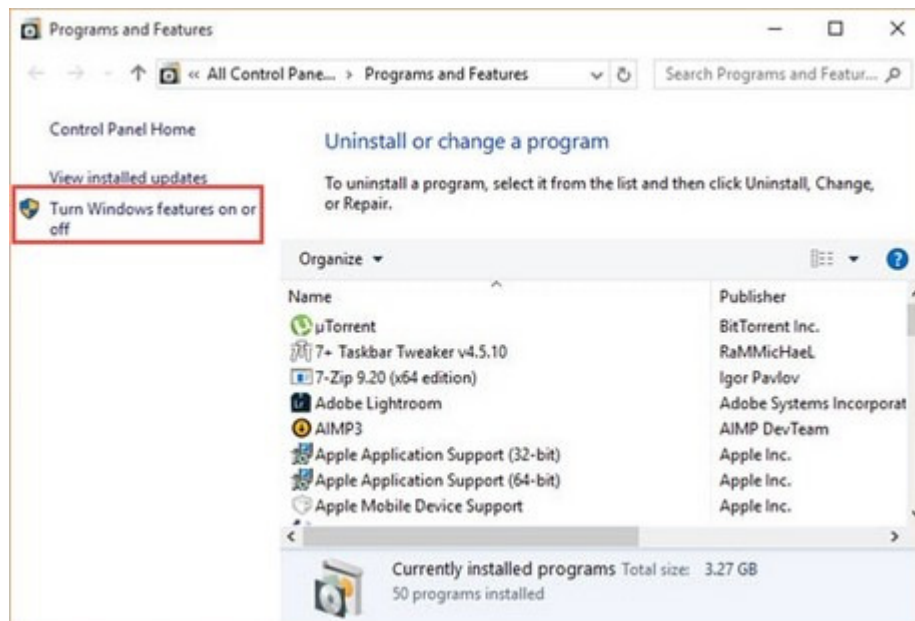 Programs and Features
« All Control Pane... › Programs and Features
Search Programs and Featur...
Control Panel Home
View installed updates
Turn Windows features on or
off
Uninstall or change a program
To uninstall a program, select it from the list and then click Uninstall, Change,
or Repair.
Organize
Name Publisher
µTorrent BitTorrent Inc.
7+ Taskbar Tweaker v4.5.10 RaMMicHaeL
7-Zip 9.20 (x64 edition) Igor Pavlov
Adobe Lightroom Adobe Systems Incorporat
AIMP3 AIMP DevTeam
Apple Application Support (32-bit) Apple Inc.
Apple Application Support (64-bit) Apple Inc.
Apple Mobile Device Support Apple Inc.
Currently installed programs Total size: 3.27 GB
50 programs installed